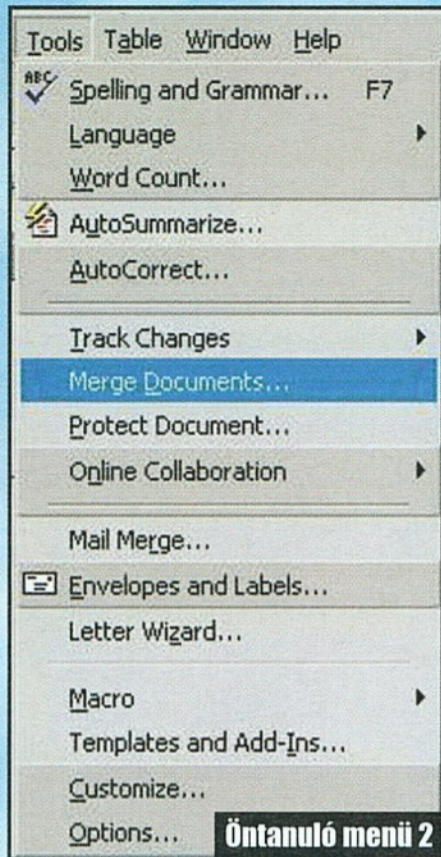 Tools Table Window Help
ABC Spelling and Grammar... F7
Language
Word Count...
AutoSummarize...
AutoCorrect...
Track Changes
Merge Documents...
Protect Document...
Online Collaboration
Mail Merge...
Envelopes and Labels...
Letter Wizard...
Macro
Templates and Add-Ins...
Customize...
Options... Öntanuló menü 2